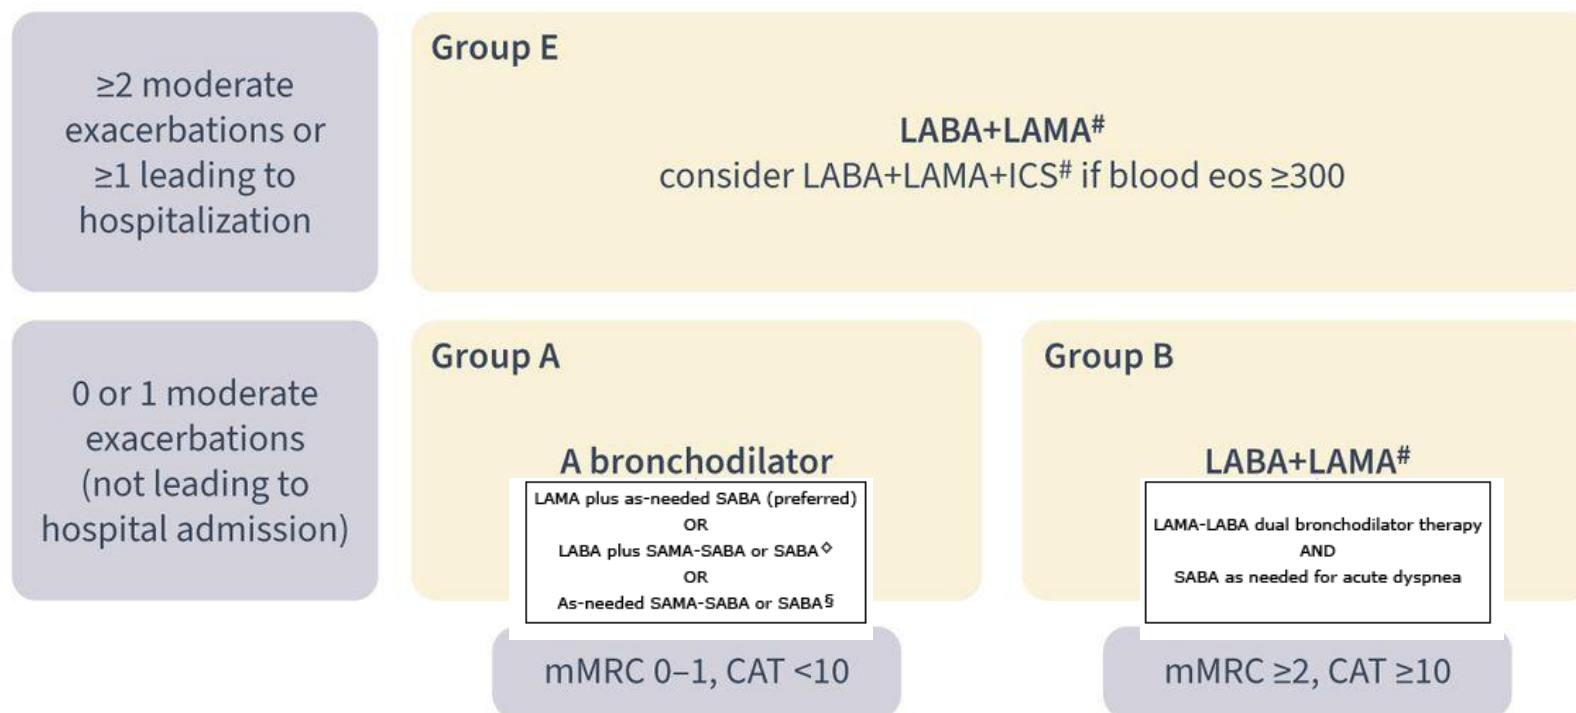 ≥2 moderate
exacerbations or
≥1 leading to
hospitalization
Group E
LABA+LAMA#
consider LABA+LAMA+ICS# if blood eos ≥300
0 or 1 moderate
exacerbations
(not leading to
hospital admission)
Group A
A bronchodilator
LAMA plus as-needed SABA (preferred)
OR
LABA plus SAMA-SABA or SABA◇
OR
As-needed SAMA-SABA or SABA§
mMRC 0–1, CAT <10
Group B
LABA+LAMA#
LAMA-LABA dual bronchodilator therapy
AND
SABA as needed for acute dyspnea
mMRC ≥2, CAT ≥10